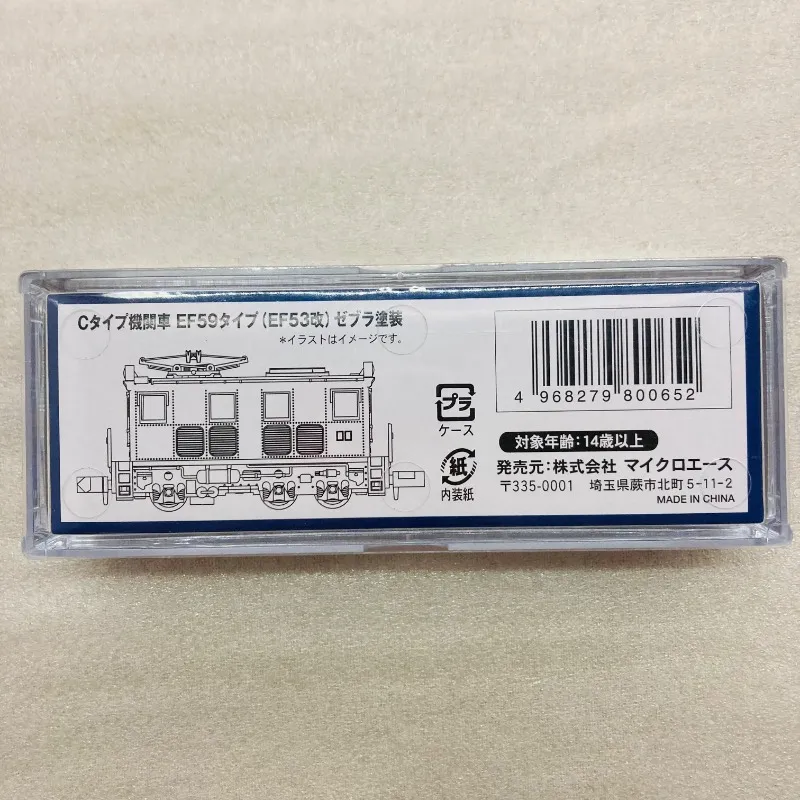 Cタイプ機関車 EF59タイプ(EF53改)ゼブラ塗装
*イラストはイメージです。
プラ
ケース
紙
内装紙
4 968279 800652
対象年齢:14歳以上
発売元:株式会社 マイクロエース
〒335-0001 埼玉県蕨市北町5-11-2
MADE IN CHINA